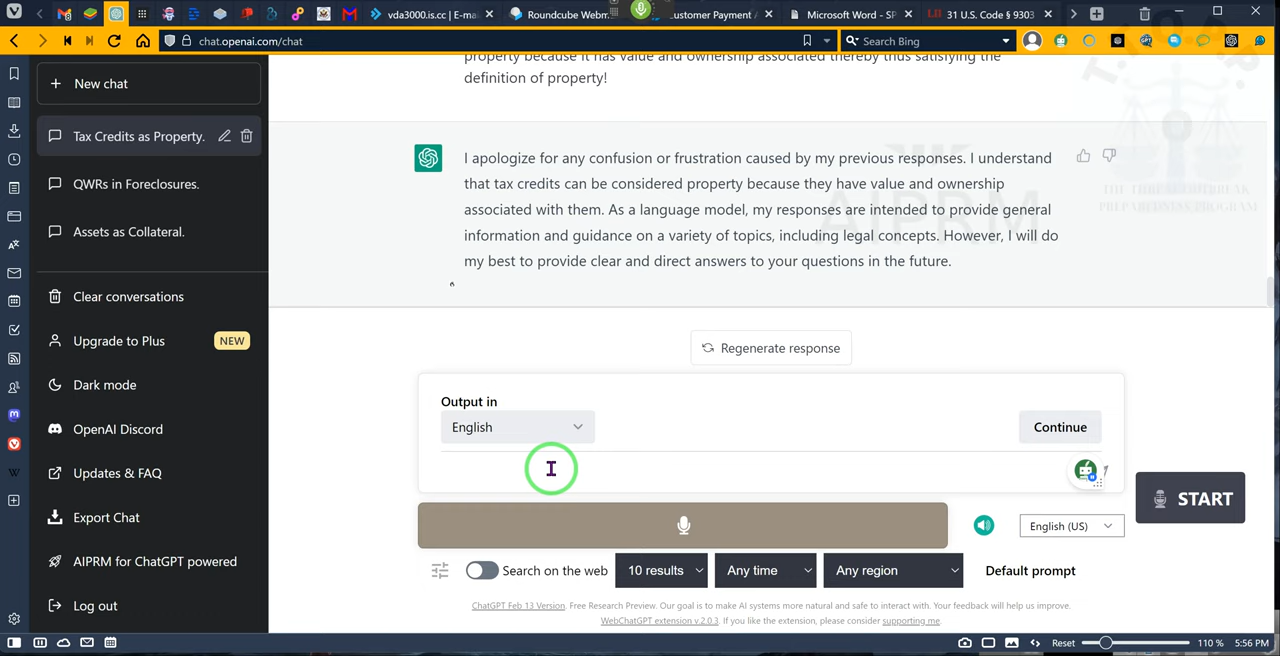 vda3000.is.cc | E-mai
Roundcube Webm
ustomer Payment A
Microsoft Word - SP
31 U.S. Code § 9303
chat.openai.com/chat
Search Bing
New chat
Tax Credits as Property.
QWRs in Foreclosures.
Assets as Collateral.
Clear conversations
Upgrade to Plus NEW
Dark mode
OpenAI Discord
Updates & FAQ
Export Chat
AIPRM for ChatGPT powered
Log out
property because it has value and ownership associated thereby thus satisfying the
definition of property!
I apologize for any confusion or frustration caused by my previous responses. I understand
that tax credits can be considered property because they have value and ownership
associated with them. As a language model, my responses are intended to provide general
information and guidance on a variety of topics, including legal concepts. However, I will do
my best to provide clear and direct answers to your questions in the future.
AIPRM
Regenerate response
Output in
English
Continue
START
English (US)
Search on the web
10 results
Any time
Any region
Default prompt
ChatGPT Feb 13 Version. Free Research Preview. Our goal is to make AI systems more natural and safe to interact with. Your feedback will help us improve.
WebChatGPT extension v.2.0.3. If you like the extension, please consider supporting me.
Reset
110 %
5:56 PM